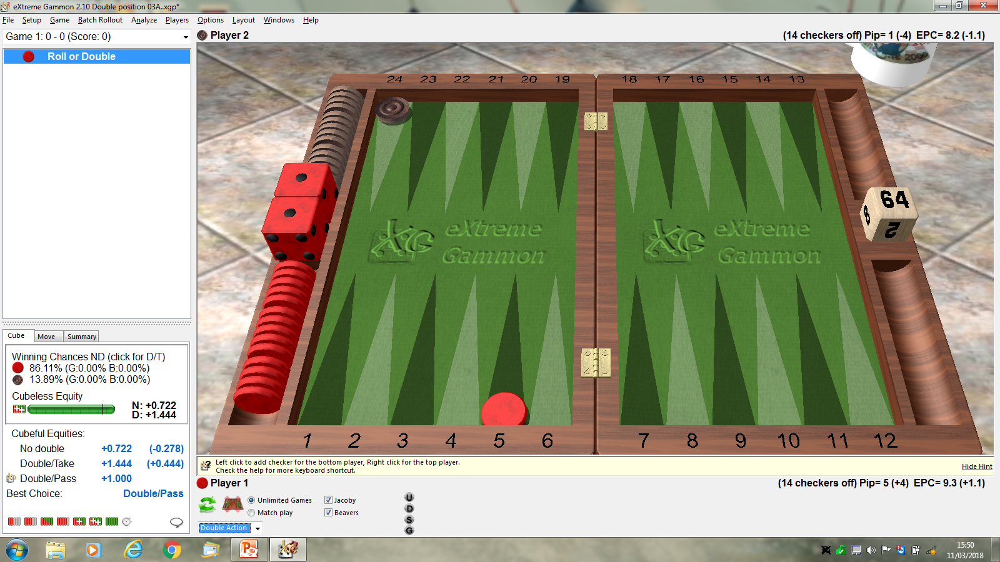 eXtreme Gammon 2.10 Double position 03A..xgp*
File Setup Game Batch Rollout Analyze Players Options Layout Windows Help
Game 1: 0 - 0 (Score: 0)
Player 2
(14 checkers off) Pip= 1 (-4) EPC= 8.2 (-1.1)
Roll or Double
2000
24 23 22 21 20 19 18 17 16 15 14 13
64
8
2
eXtreme
Gammon
XG
eXtreme
Gammon
XG
1 2 3 4 5 6 7 8 9 10 11 12
Cube Move Summary
Winning Chances ND (click for D/T)
86.11% (G:0.00% B:0.00%)
13.89% (G:0.00% B:0.00%)
Cubeless Equity
N: +0.722
D: +1.444
Cubeful Equities:
No double +0.722 (-0.278)
Double/Take +1.444 (+0.444)
Double/Pass +1.000
Best Choice: Double/Pass
Left click to add checker for the bottom player, Right click for the top player.
Check the help for more keyboard shortcut.
Hide Hint
Player 1
(14 checkers off) Pip= 5 (+4) EPC= 9.3 (+1.1)
Unlimited Games
Jacoby
Match play
Beavers
U
D
S
G
Double Action
15:50
11/03/2018